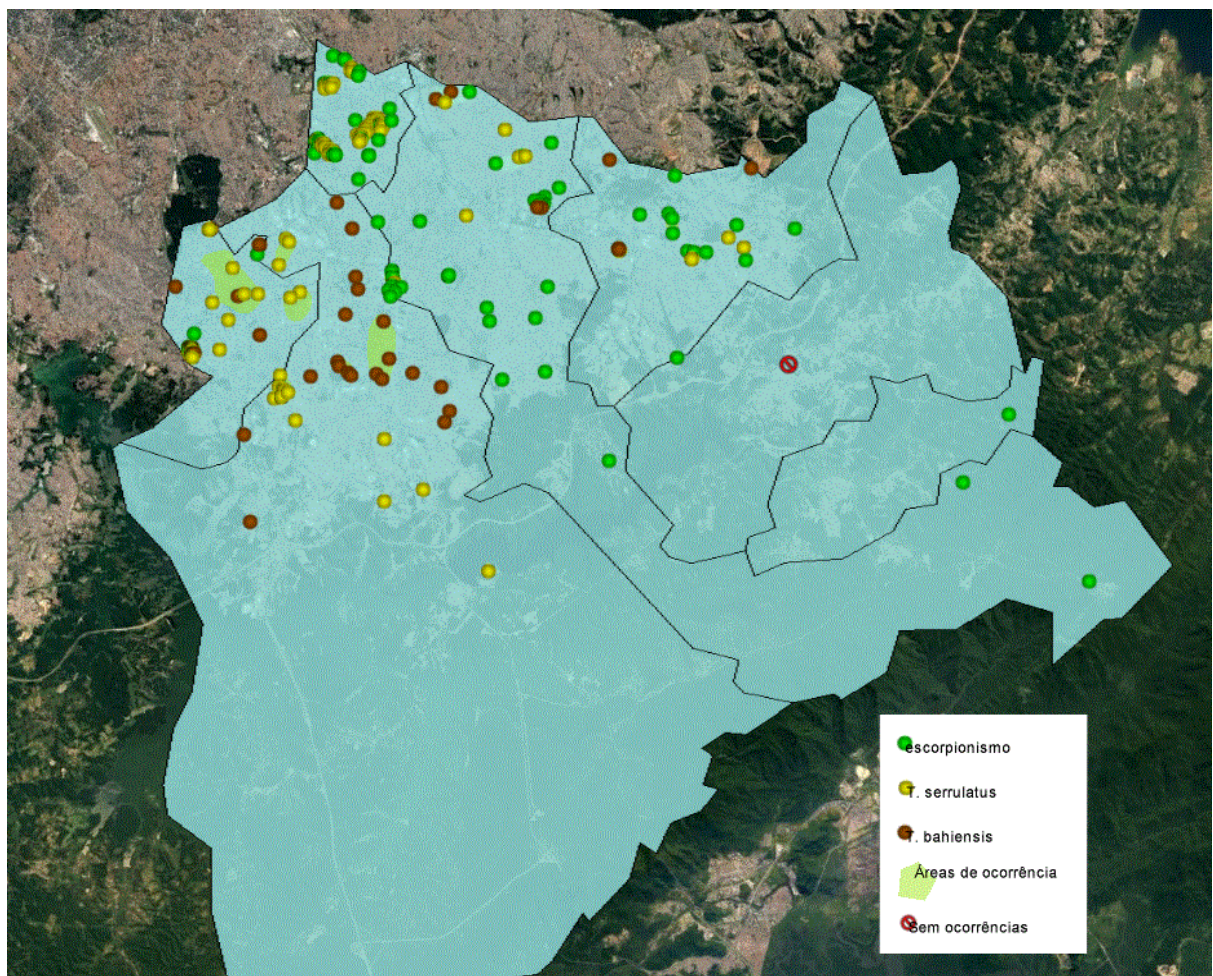 escorpionismo
T. serrulatus
T. bahiensis
Áreas de ocorrência
Sem ocorrências